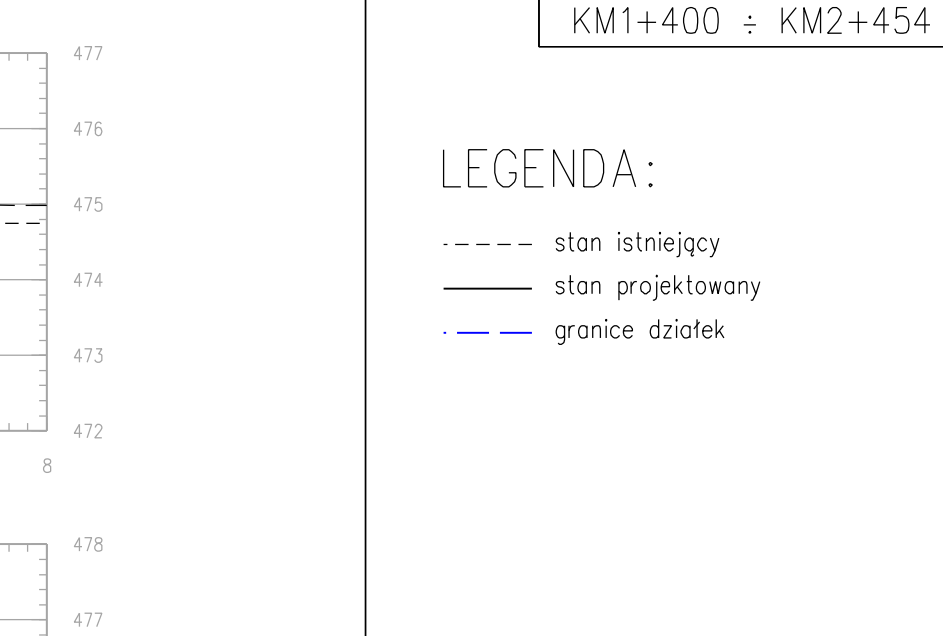 477
476
475
474
473
472
8
478
477
KM1+400 ÷ KM2+454
LEGENDA:
stan istniejący
stan projektowany
granice działek